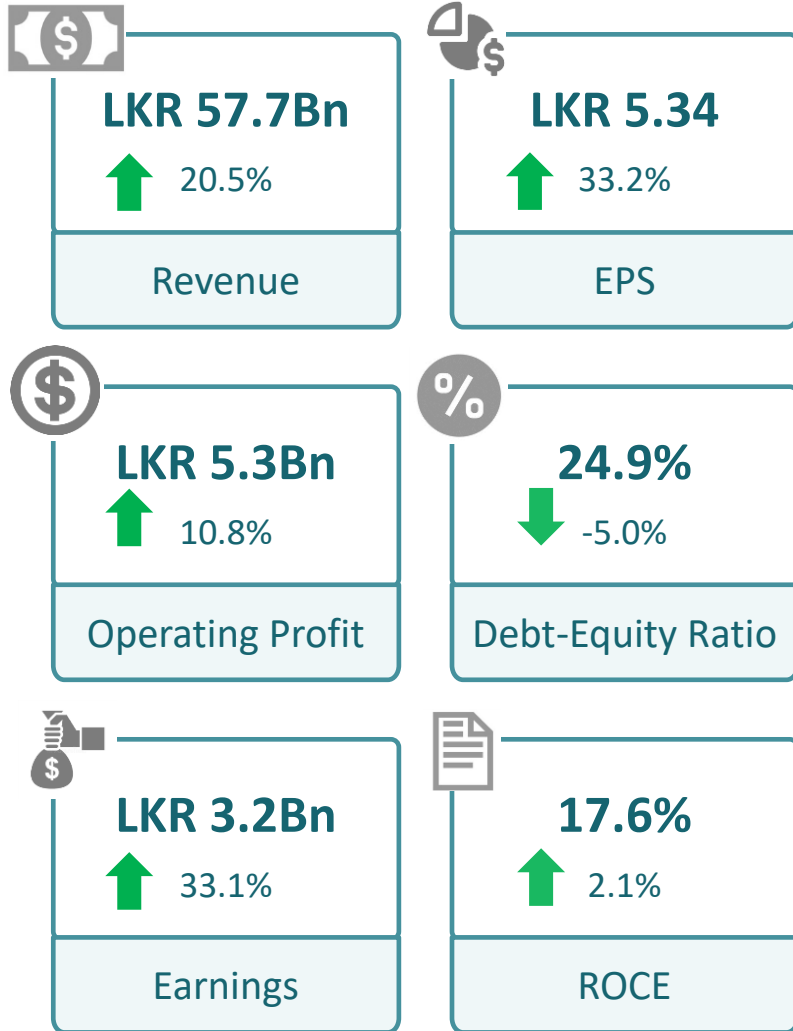 LKR 57.7Bn
20.5%
Revenue
LKR 5.34
33.2%
EPS
LKR 5.3Bn
10.8%
Operating Profit
24.9%
-5.0%
Debt-Equity Ratio
LKR 3.2Bn
33.1%
Earnings
17.6%
2.1%
ROCE